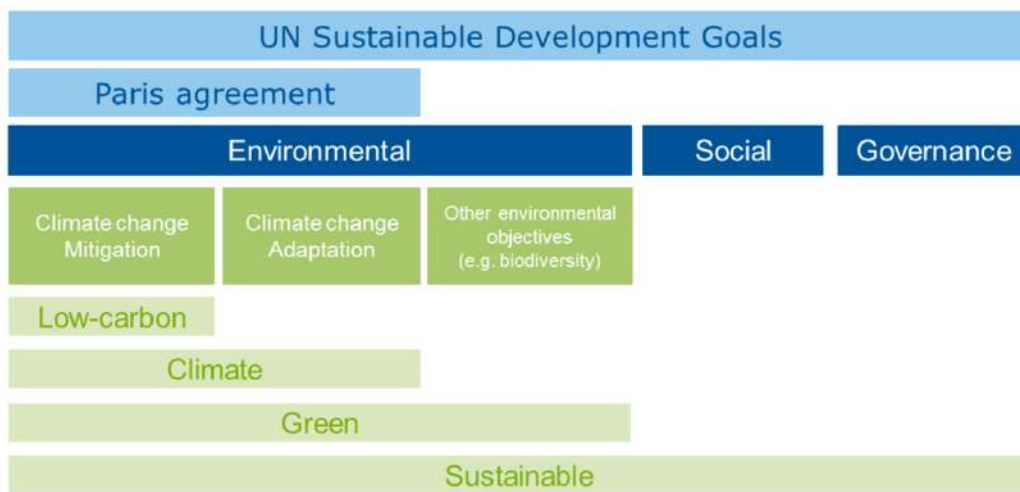 UN Sustainable Development Goals
Paris agreement
Environmental
Social
Governance
Climate change
Mitigation
Climate change
Adaptation
Other environmental
objectives
(e.g. biodiversity)
Low-carbon
Climate
Green
Sustainable